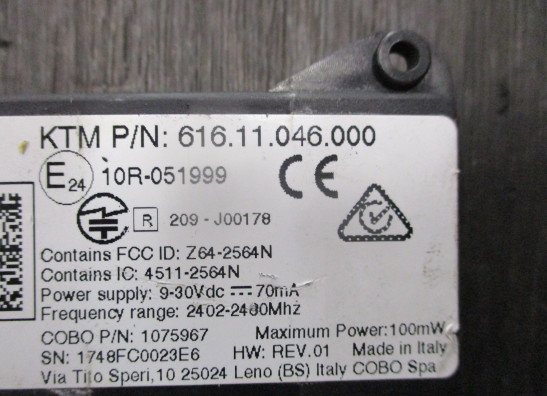 KTM P/N: 616.11.046.000
E24 10R-051999 CE
R 209 - J00178
Contains FCC ID: Z64-2564N
Contains IC: 4511-2564N
Power supply: 9-30Vdc ⎓ 70mA
Frequency range: 2402-2480Mhz
COBO P/N: 1075967 Maximum Power:100mW
SN: 1748FC0023E6 HW: REV.01 Made in Italy
Via Tito Speri,10 25024 Leno (BS) Italy COBO Spa